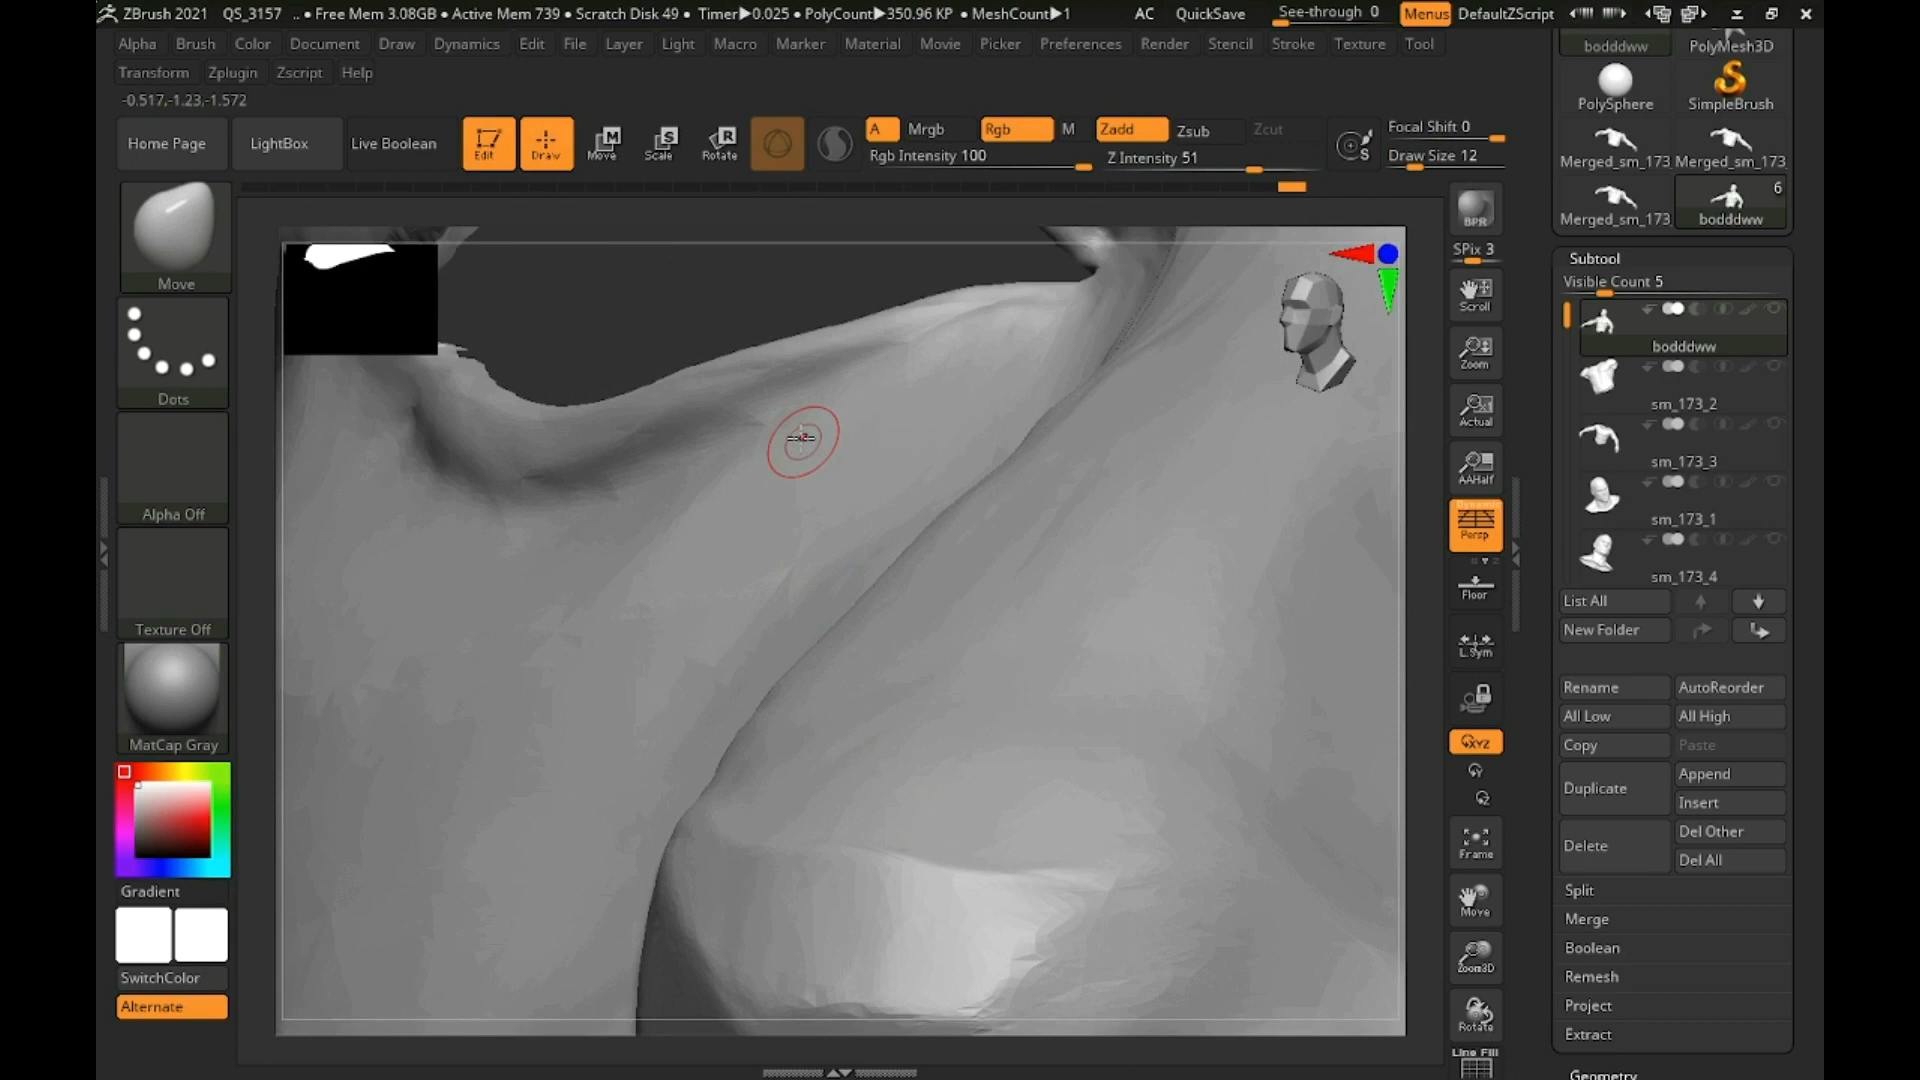 ZBrush 2021 QS_3157 .. • Free Mem 3.08GB • Active Mem 739 • Scratch Disk 49 • Timer▶0.025 • PolyCount▶350.96 KP • MeshCount▶1 AC QuickSave See-through 0 Menus DefaultZScript
Alpha Brush Color Document Draw Dynamics Edit File Layer Light Macro Marker Material Movie Picker Preferences Render Stencil Stroke Texture Tool
Transform Zplugin Zscript Help
-0.517,-1.23,-1.572
Home Page LightBox Live Boolean Edit Draw Move Scale Rotate
M S R
A Mrgb Rgb M Zadd Zsub Zcut
Rgb Intensity 100 Z Intensity 51
S
Focal Shift 0
Draw Size 12
Move
Dots
Alpha Off
Texture Off
MatCap Gray
Gradient
SwitchColor
Alternate
BPR
SPix 3
Scroll
Zoom
Actual
AAHalf
Dynamic
Persp
Floor
L.Sym
XYZ
Y
Z
Frame
Move
Zoom3D
Rotate
Line Fill
bodddww PolyMesh3D
PolySphere SimpleBrush
Merged_sm_173 Merged_sm_173
6
Merged_sm_173 bodddww
Subtool
Visible Count 5
bodddww
sm_173_2
sm_173_3
sm_173_1
sm_173_4
List All
New Folder
Rename AutoReorder
All Low All High
Copy Paste
Duplicate Append
Insert
Delete Del Other
Del All
Split
Merge
Boolean
Remesh
Project
Extract
Geometry